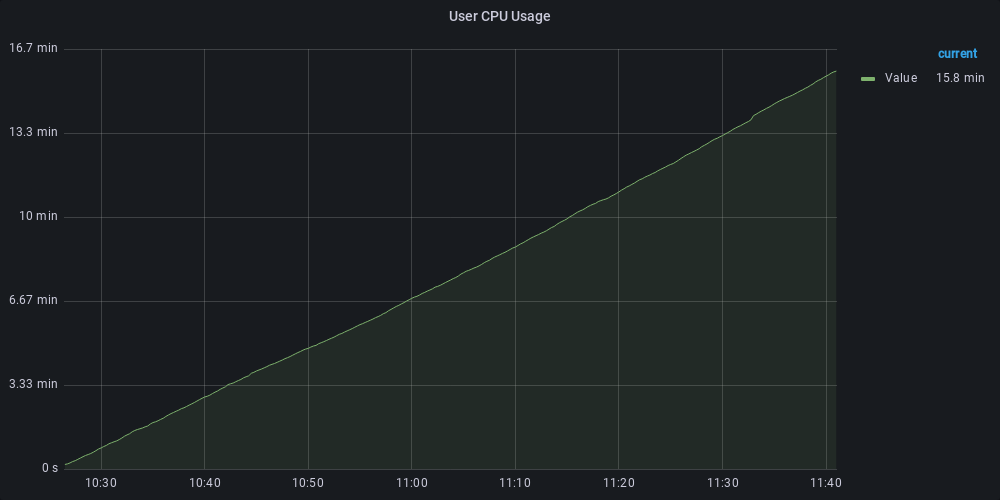 User CPU Usage
16.7 min
13.3 min
10 min
6.67 min
3.33 min
0 s
10:30 10:40 10:50 11:00 11:10 11:20 11:30 11:40
current
Value 15.8 min